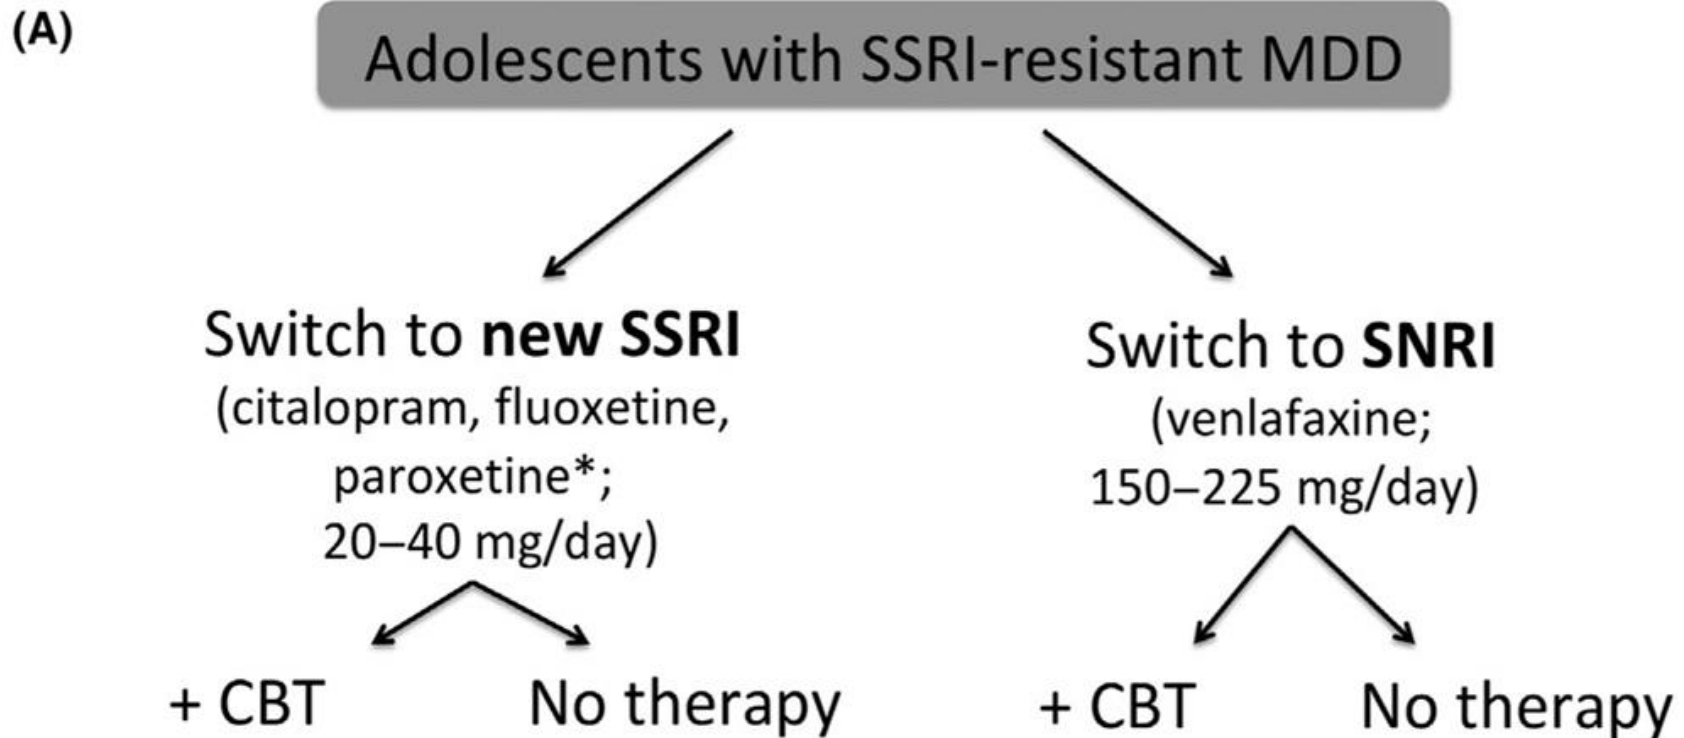 (A)
Adolescents with SSRI-resistant MDD
Switch to new SSRI
(citalopram, fluoxetine,
paroxetine*;
20–40 mg/day)
Switch to SNRI
(venlafaxine;
150–225 mg/day)
+ CBT
No therapy
+ CBT
No therapy